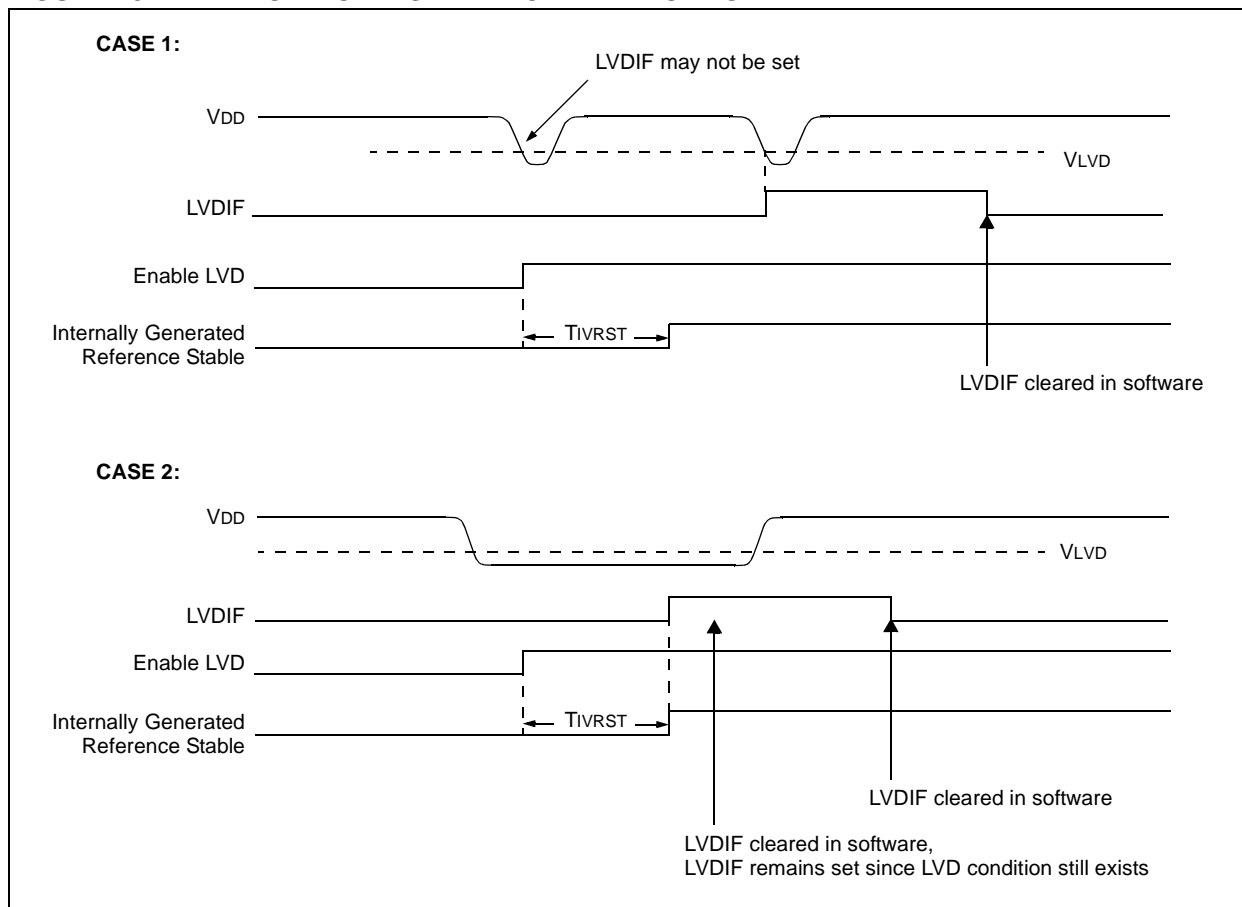 CASE 1:
LVDIF may not be set
VDD
VLVD
LVDIF
Enable LVD
Internally Generated
Reference Stable
TIVRST
LVDIF cleared in software
CASE 2:
VDD
VLVD
LVDIF
Enable LVD
Internally Generated
Reference Stable
TIVRST
LVDIF cleared in software
LVDIF cleared in software,
LVDIF remains set since LVD condition still exists